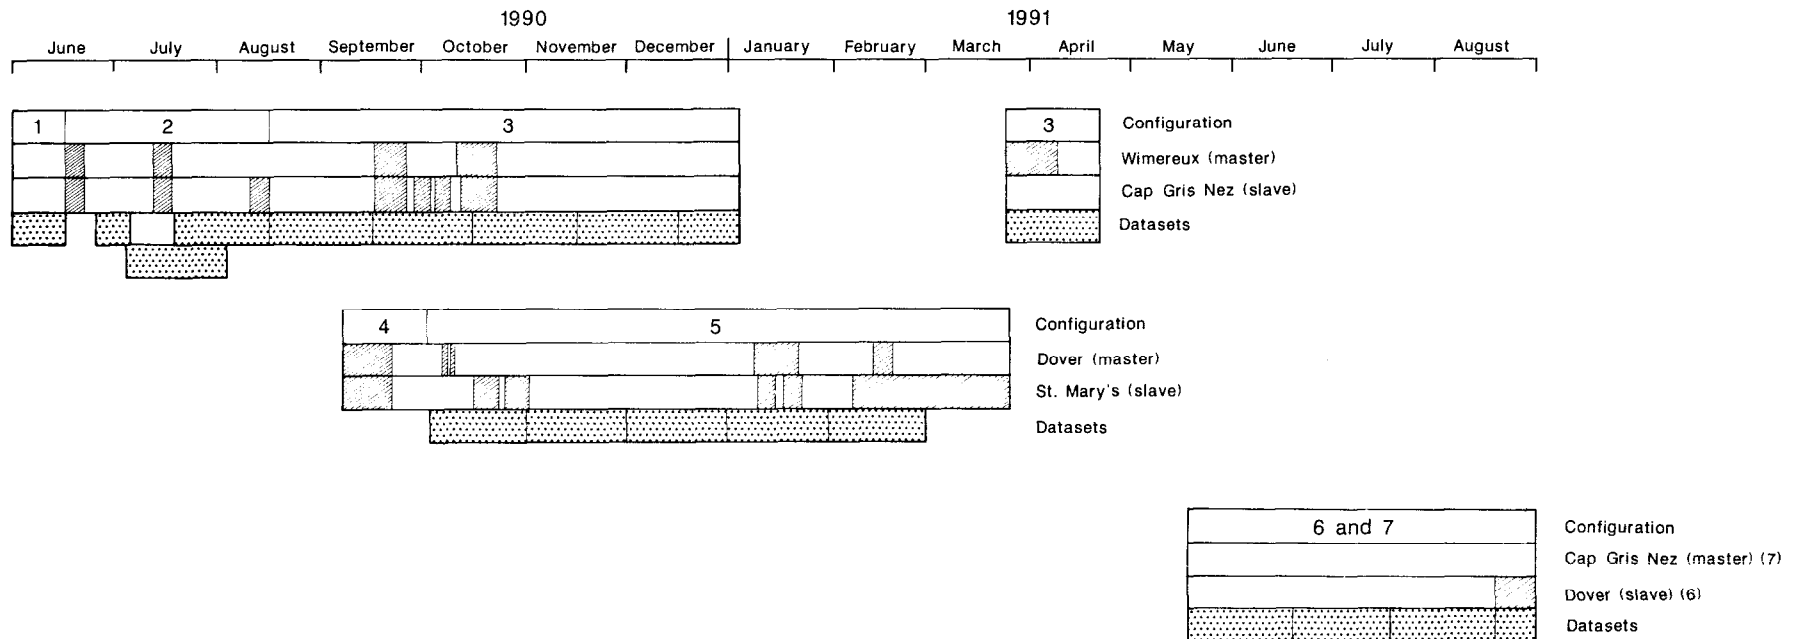 1990 1991
June July August September October November December January February March April May June July August
1 2 3 3 Configuration
Wimereux (master)
Cap Gris Nez (slave)
Datasets
4 5 Configuration
Dover (master)
St. Mary's (slave)
Datasets
6 and 7 Configuration
Cap Gris Nez (master) (7)
Dover (slave) (6)
Datasets